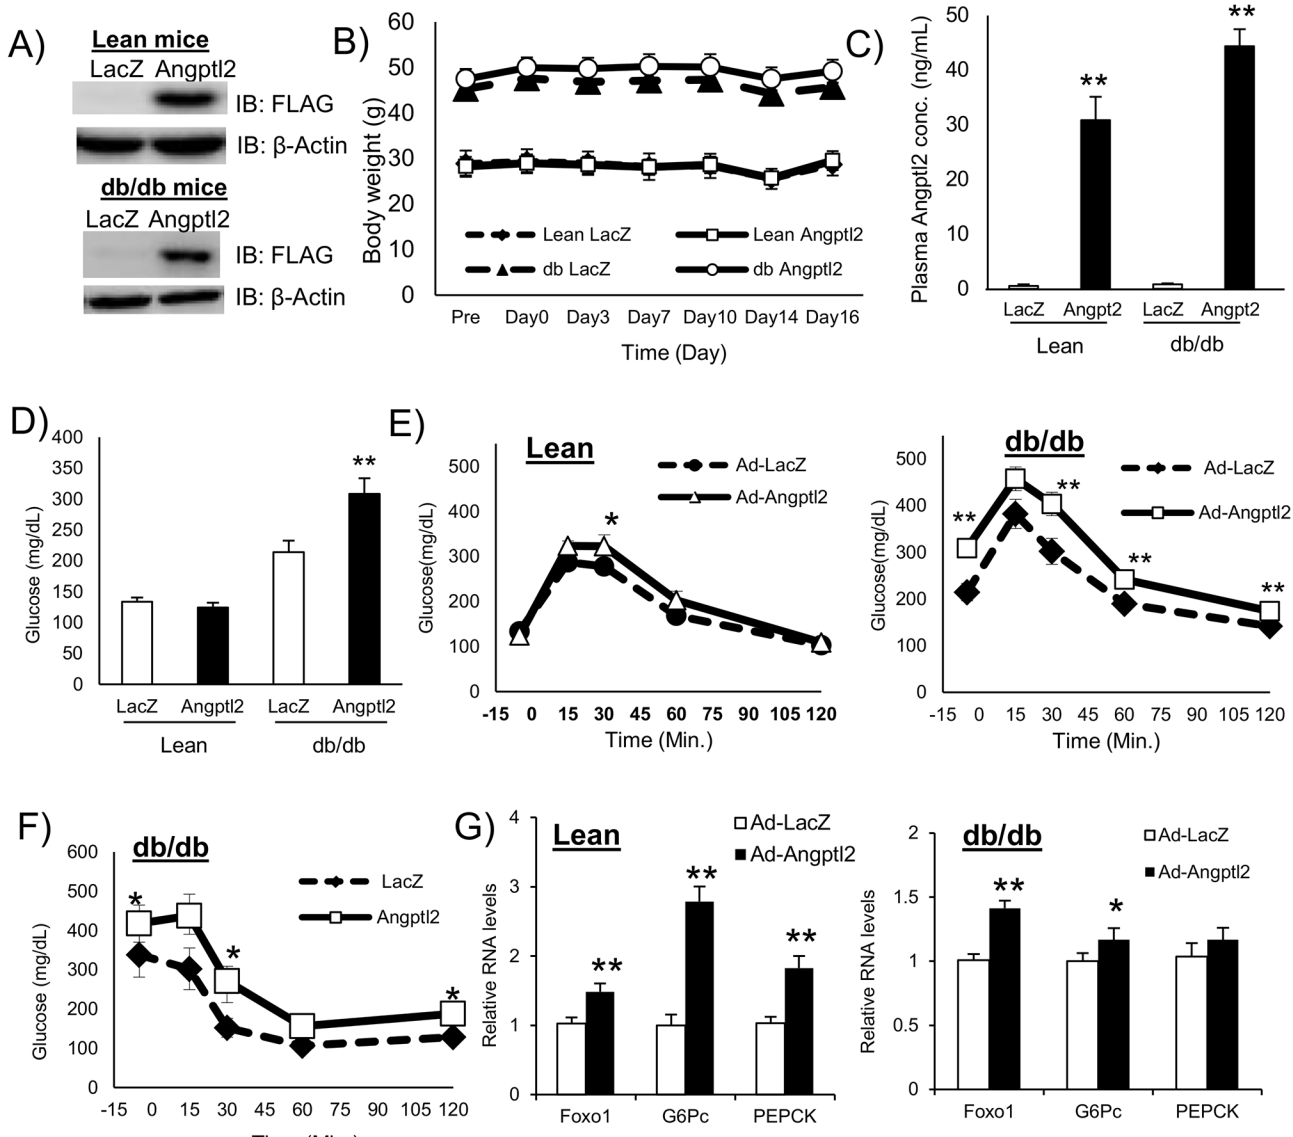 A)
Lean mice
LacZ Angptl2
IB: FLAG
IB: β-Actin
db/db mice
LacZ Angptl2
IB: FLAG
IB: β-Actin
B)
Body weight (g)
60
50
40
30
20
10
0
Lean LacZ
Lean Angptl2
db LacZ
db Angptl2
Pre Day0 Day3 Day7 Day10 Day14 Day16
Time (Day)
C)
Plasma Angptl2 conc. (ng/mL)
50
40
30
20
10
0
**
**
LacZ Angpt2 LacZ Angpt2
Lean db/db
D)
Glucose (mg/dL)
400
350
300
250
200
150
100
50
0
**
LacZ Angptl2 LacZ Angptl2
Lean db/db
E)
Lean
Ad-LacZ
Ad-Angptl2
Glucose(mg/dL)
500
400
300
200
100
0
*
-15 0 15 30 45 60 75 90 105 120
Time (Min.)
db/db
Ad-LacZ
Ad-Angptl2
Glucose(mg/dL)
500
400
300
200
100
0
**
**
**
**
-15 0 15 30 45 60 75 90 105 120
Time (Min.)
F)
db/db
LacZ
Angptl2
Glucose (mg/dL)
600
500
400
300
200
100
0
*
*
*
-15 0 15 30 45 60 75 90 105 120
G)
Lean
Ad-LacZ
Ad-Angptl2
Relative RNA levels
4
3
2
1
0
**
**
**
Foxo1 G6Pc PEPCK
db/db
Ad-LacZ
Ad-Angptl2
Relative RNA levels
2
1.5
1
0.5
0
**
*
Foxo1 G6Pc PEPCK